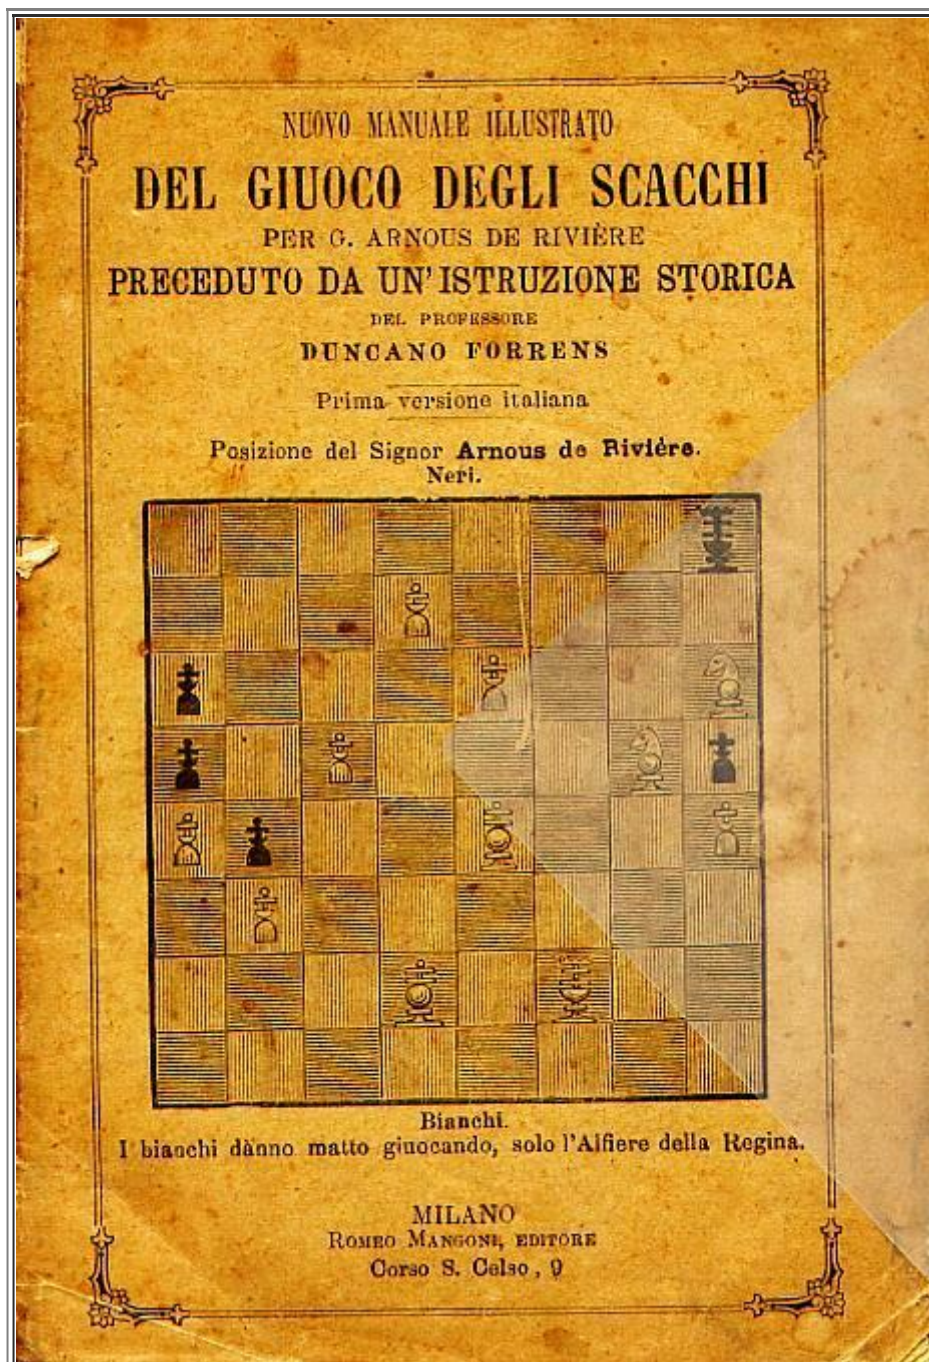 NUOVO MANUALE ILLUSTRATO
DEL GIUOCO DEGLI SCACCHI
PER G. ARNOUS DE RIVIÈRE
PRECEDUTO DA UN'ISTRUZIONE STORICA
DEL PROFESSORE
DUNCANO FORRENS
Prima versione italiana
Posizione del Signor Arnous de Riviére.
Neri.
Bianchi.
I bianchi dànno matto giuocando, solo l'Alfiere della Regina.
MILANO
ROMEO MANGONI, EDITORE
Corso S. Celso, 9